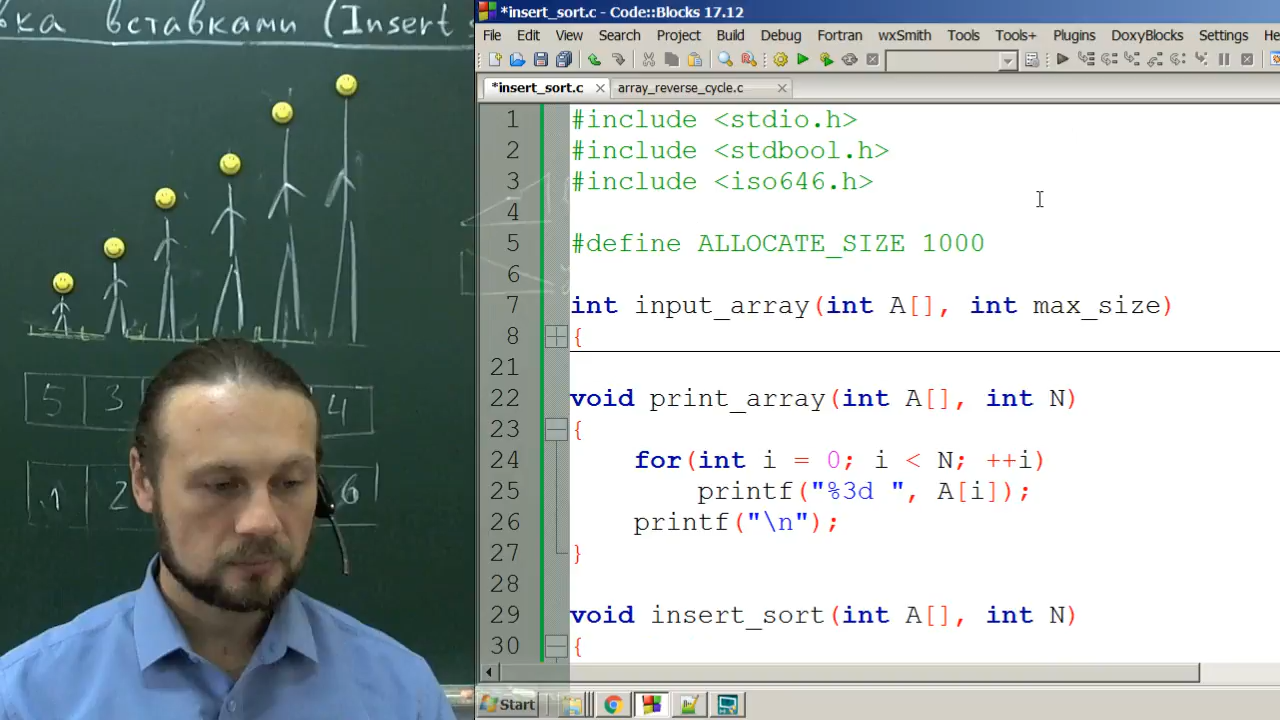 вставками (Insert
5 3 4
1 2 6
*insert_sort.c - Code::Blocks 17.12
File Edit View Search Project Build Debug Fortran wxSmith Tools Tools+ Plugins DoxyBlocks Settings
*insert_sort.c array_reverse_cycle.c
1 #include <stdio.h>
2 #include <stdbool.h>
3 #include <iso646.h>
4
5 #define ALLOCATE_SIZE 1000
6
7 int input_array(int A[], int max_size)
8 {
21
22 void print_array(int A[], int N)
23 {
24 for(int i = 0; i < N; ++i)
25 printf("%3d ", A[i]);
26 printf("\n");
27 }
28
29 void insert_sort(int A[], int N)
30 {
Start